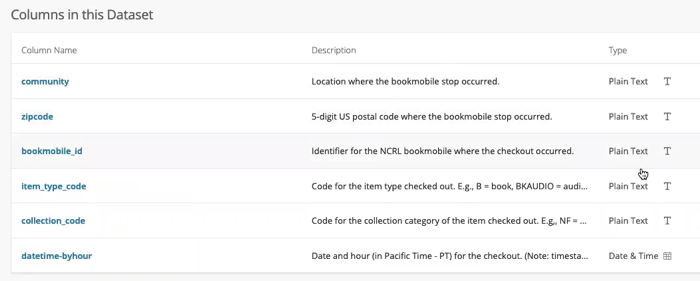 Columns in this Dataset
Column Name Description Type
community Location where the bookmobile stop occurred. Plain Text T
zipcode 5-digit US postal code where the bookmobile stop occurred. Plain Text T
bookmobile_id Identifier for the NCRL bookmobile where the checkout occurred. Plain Text T
item_type_code Code for the item type checked out. E.g., B = book, BKAUDIO = audi... Plain Text T
collection_code Code for the collection category of the item checked out. E.g., NF = ... Plain Text T
datetime-byhour Date and hour (in Pacific Time - PT) for the checkout. (Note: timesta... Date & Time